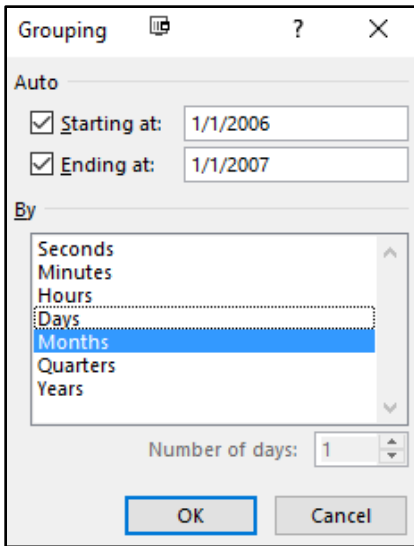 Grouping ? ×
Auto
Starting at: 1/1/2006
Ending at: 1/1/2007
By
Seconds
Minutes
Hours
Days
Months
Quarters
Years
Number of days: 1
OK Cancel